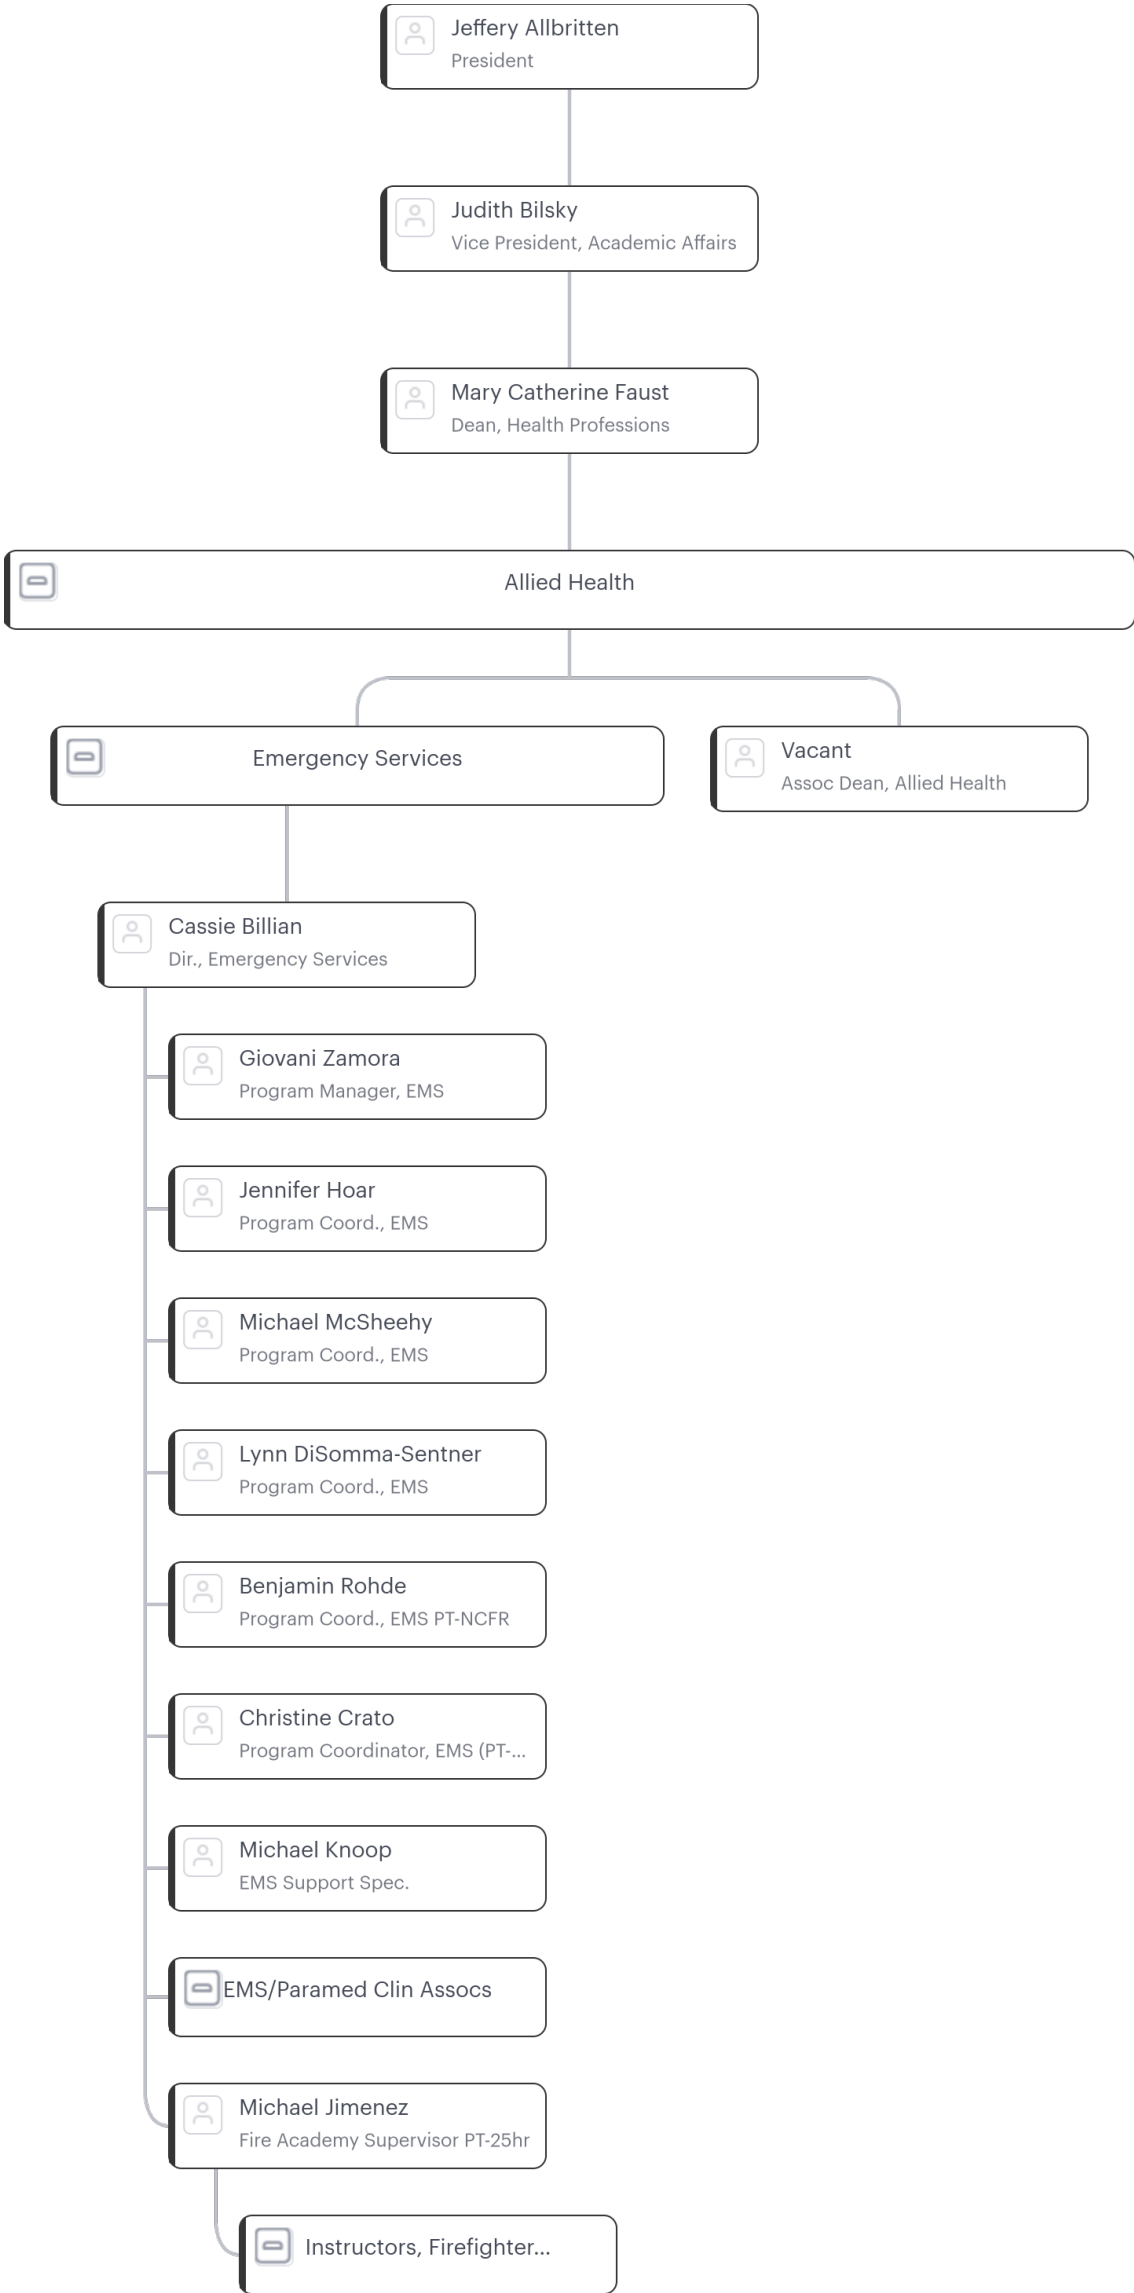 Jeffery Allbritten
President
Judith Bilsky
Vice President, Academic Affairs
Mary Catherine Faust
Dean, Health Professions
Allied Health
Emergency Services
Vacant
Assoc Dean, Allied Health
Cassie Billian
Dir., Emergency Services
Giovani Zamora
Program Manager, EMS
Jennifer Hoar
Program Coord., EMS
Michael McSheehy
Program Coord., EMS
Lynn DiSomma-Sentner
Program Coord., EMS
Benjamin Rohde
Program Coord., EMS PT-NCFR
Christine Crato
Program Coordinator, EMS (PT-...
Michael Knoop
EMS Support Spec.
EMS/Paramed Clin Assocs
Michael Jimenez
Fire Academy Supervisor PT-25hr
Instructors, Firefighter...